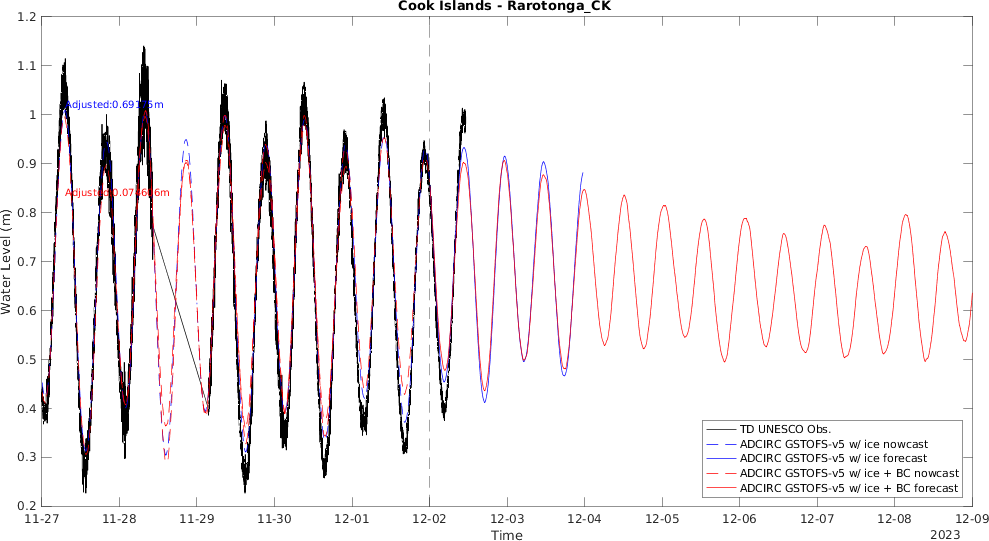 Cook Islands - Rarotonga_CK
1.2
1.1
1
0.9
0.8
0.7
0.6
0.5
0.4
0.3
0.2
Water Level (m)
TD UNESCO Obs.
ADCIRC GSTOFS-v5 w/ ice nowcast
ADCIRC GSTOFS-v5 w/ ice forecast
ADCIRC GSTOFS-v5 w/ ice + BC nowcast
ADCIRC GSTOFS-v5 w/ ice + BC forecast
11-27 11-28 11-29 11-30 12-01 12-02 12-03 12-04 12-05 12-06 12-07 12-08 12-09
Time
2023